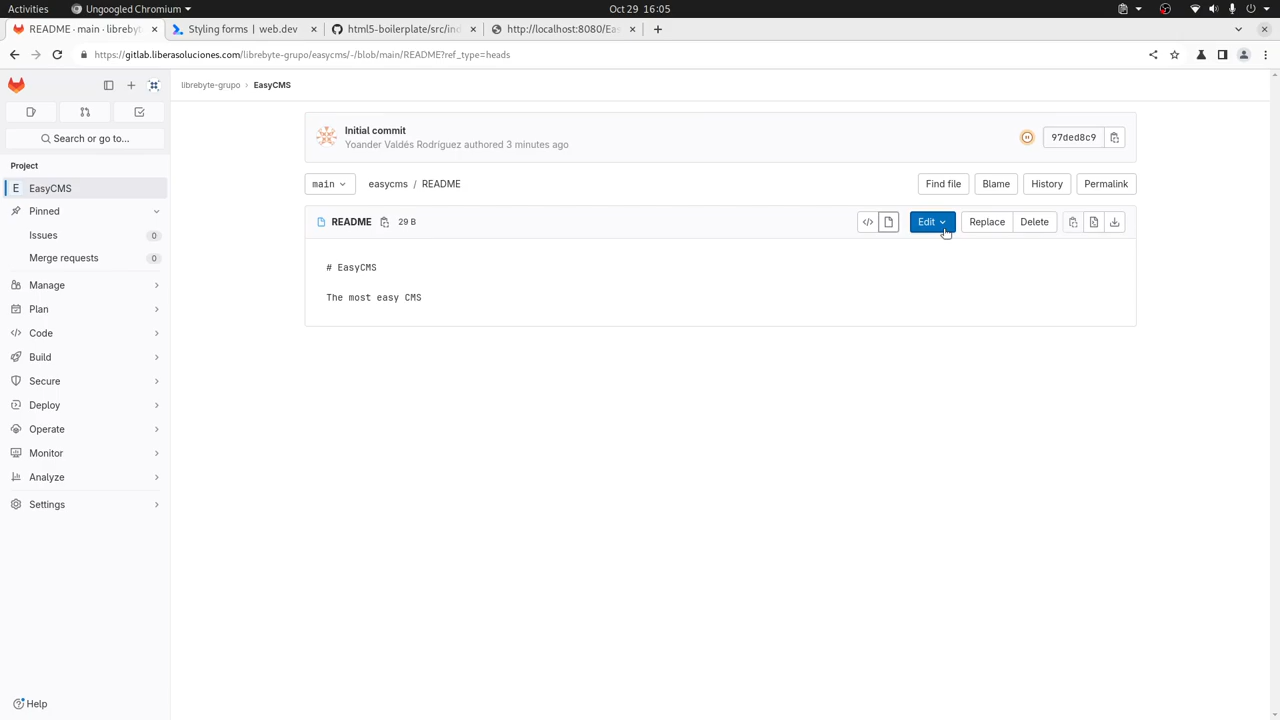 Activities
Ungoogled Chromium
Oct 29 16:05
README · main · librebyte
Styling forms | web.dev
html5-boilerplate/src/ind
http://localhost:8080/Eas
https://gitlab.liberasoluciones.com/librebyte-grupo/easycms/-/blob/main/README?ref_type=heads
librebyte-grupo › EasyCMS
Search or go to...
Project
E EasyCMS
Pinned
Issues 0
Merge requests 0
Manage
Plan
Code
Build
Secure
Deploy
Operate
Monitor
Analyze
Settings
Help
Initial commit
Yoander Valdés Rodríguez authored 3 minutes ago
97ded8c9
main
easycms / README
Find file
Blame
History
Permalink
README
29 B
Edit
Replace
Delete
# EasyCMS
The most easy CMS